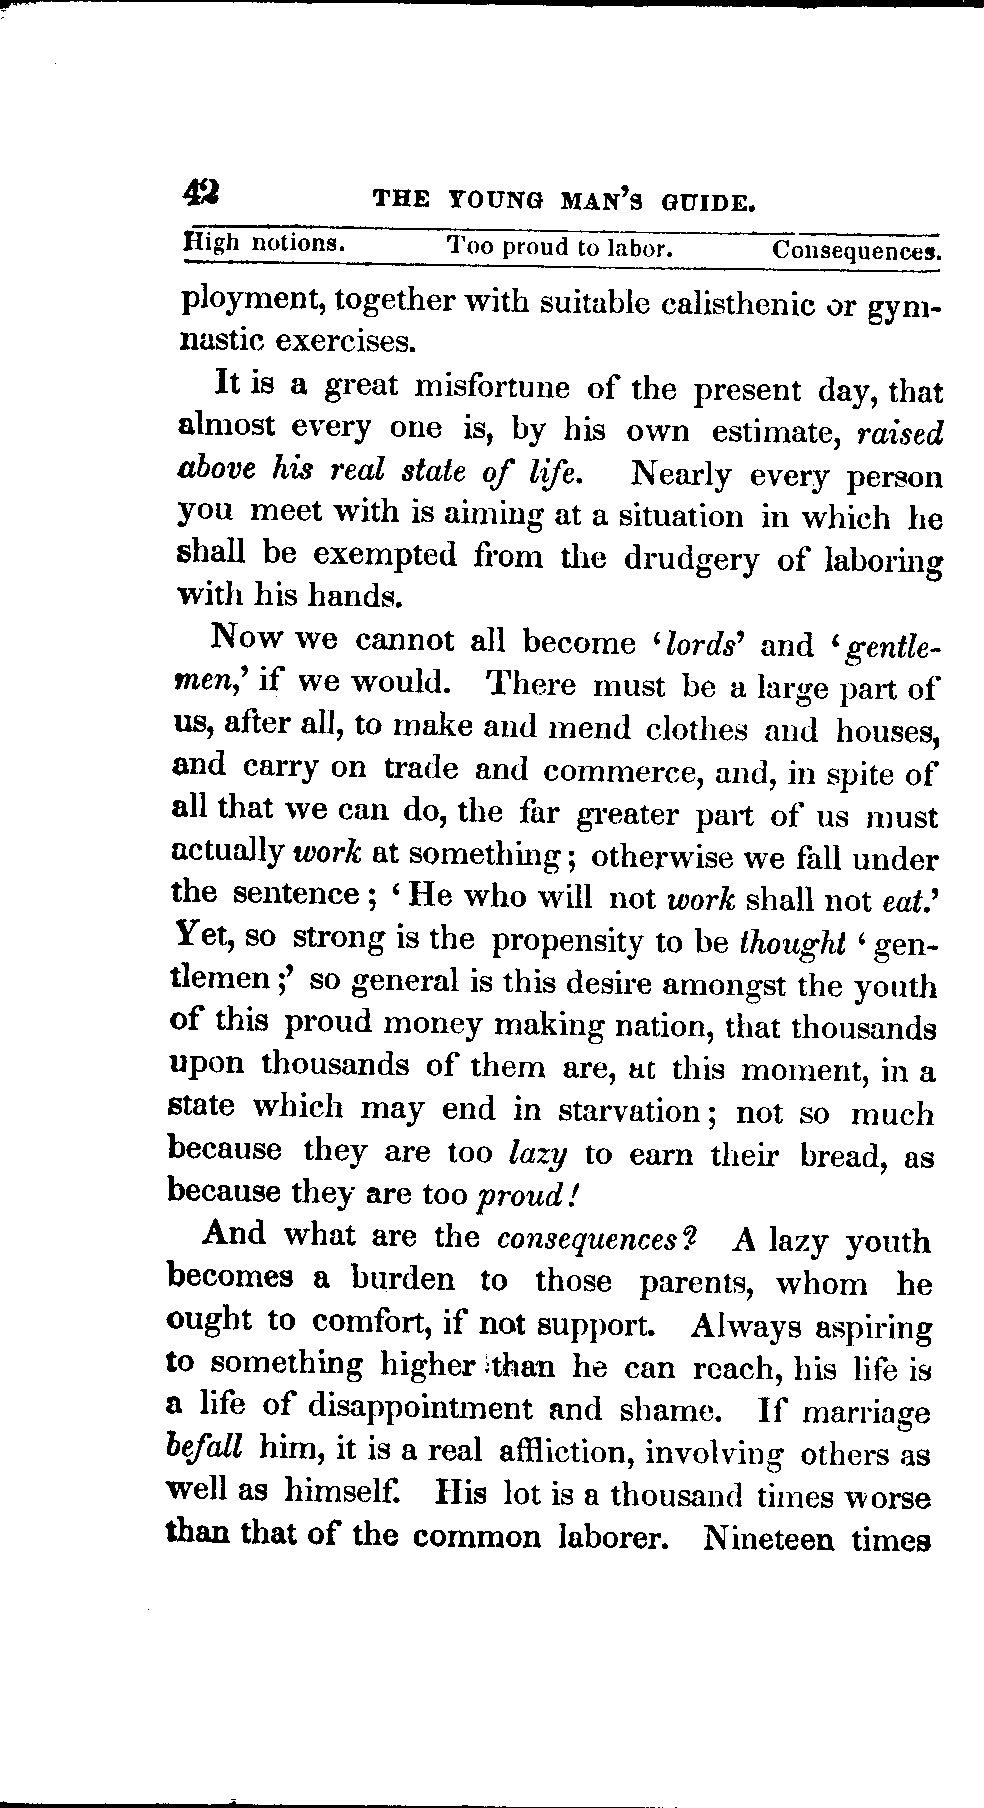 42 THE YOUNG MAN'S GUIDE.
High notions. Too proud to labor. Consequences.
ployment, together with suitable calisthenic or gym-
nastic exercises.
It is a great misfortune of the present day, that
almost every one is, by his own estimate, raised
above his real state of life. Nearly every person
you meet with is aiming at a situation in which he
shall be exempted from the drudgery of laboring
with his hands.
Now we cannot all become 'lords' and 'gentle-
men,' if we would. There must be a large part of
us, after all, to make and mend clothes and houses,
and carry on trade and commerce, and, in spite of
all that we can do, the far greater part of us must
actually work at something; otherwise we fall under
the sentence; 'He who will not work shall not eat.'
Yet, so strong is the propensity to be thought 'gen-
tlemen;' so general is this desire amongst the youth
of this proud money making nation, that thousands
upon thousands of them are, at this moment, in a
state which may end in starvation; not so much
because they are too lazy to earn their bread, as
because they are too proud!
And what are the consequences? A lazy youth
becomes a burden to those parents, whom he
ought to comfort, if not support. Always aspiring
to something higher than he can reach, his life is
a life of disappointment and shame. If marriage
befall him, it is a real affliction, involving others as
well as himself. His lot is a thousand times worse
than that of the common laborer. Nineteen times